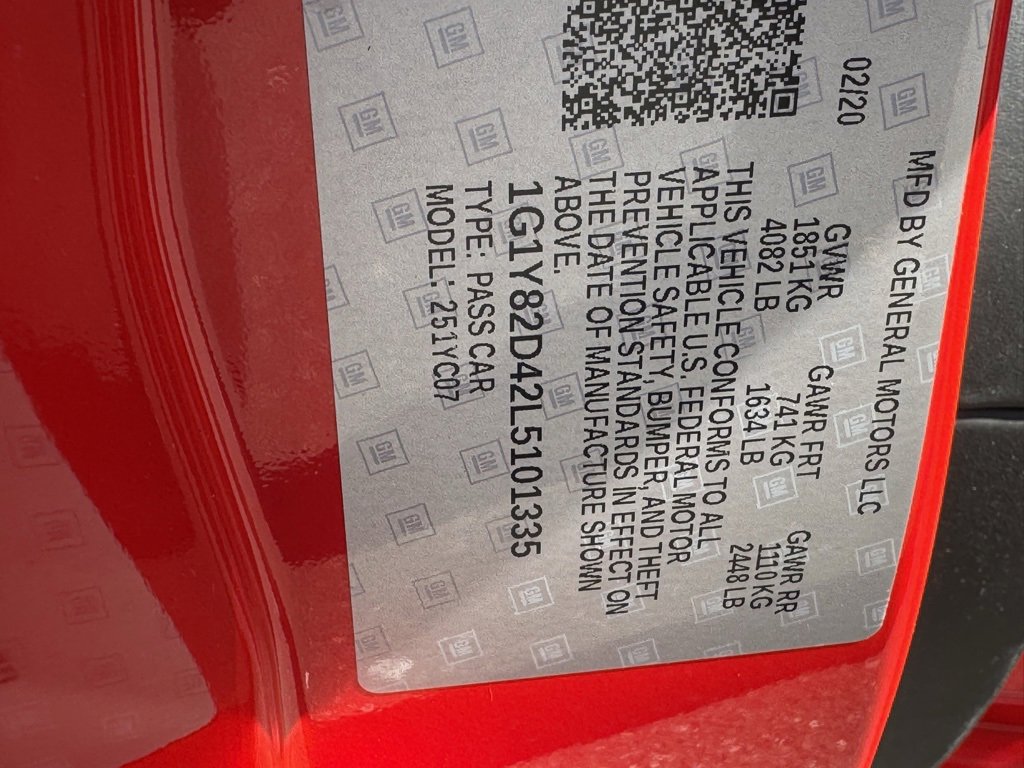 MFD BY GENERAL MOTORS LLC
02/20
GVWR GAWR FRT GAWR RR
1851 KG 741 KG 1110 KG
4082 LB 1634 LB 2448 LB
THIS VEHICLE CONFORMS TO ALL
APPLICABLE U.S. FEDERAL MOTOR
VEHICLE SAFETY, BUMPER, AND THEFT
PREVENTION STANDARDS IN EFFECT ON
THE DATE OF MANUFACTURE SHOWN
ABOVE.
1G1Y82D42L5101335
TYPE: PASS CAR
MODEL: 251YC07